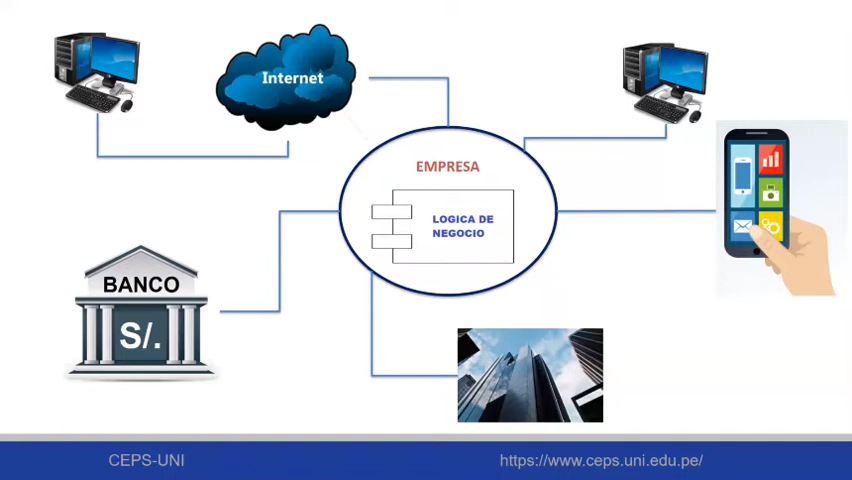 Internet
EMPRESA
LOGICA DE
NEGOCIO
BANCO
S/.
CEPS-UNI
https://www.ceps.uni.edu.pe/